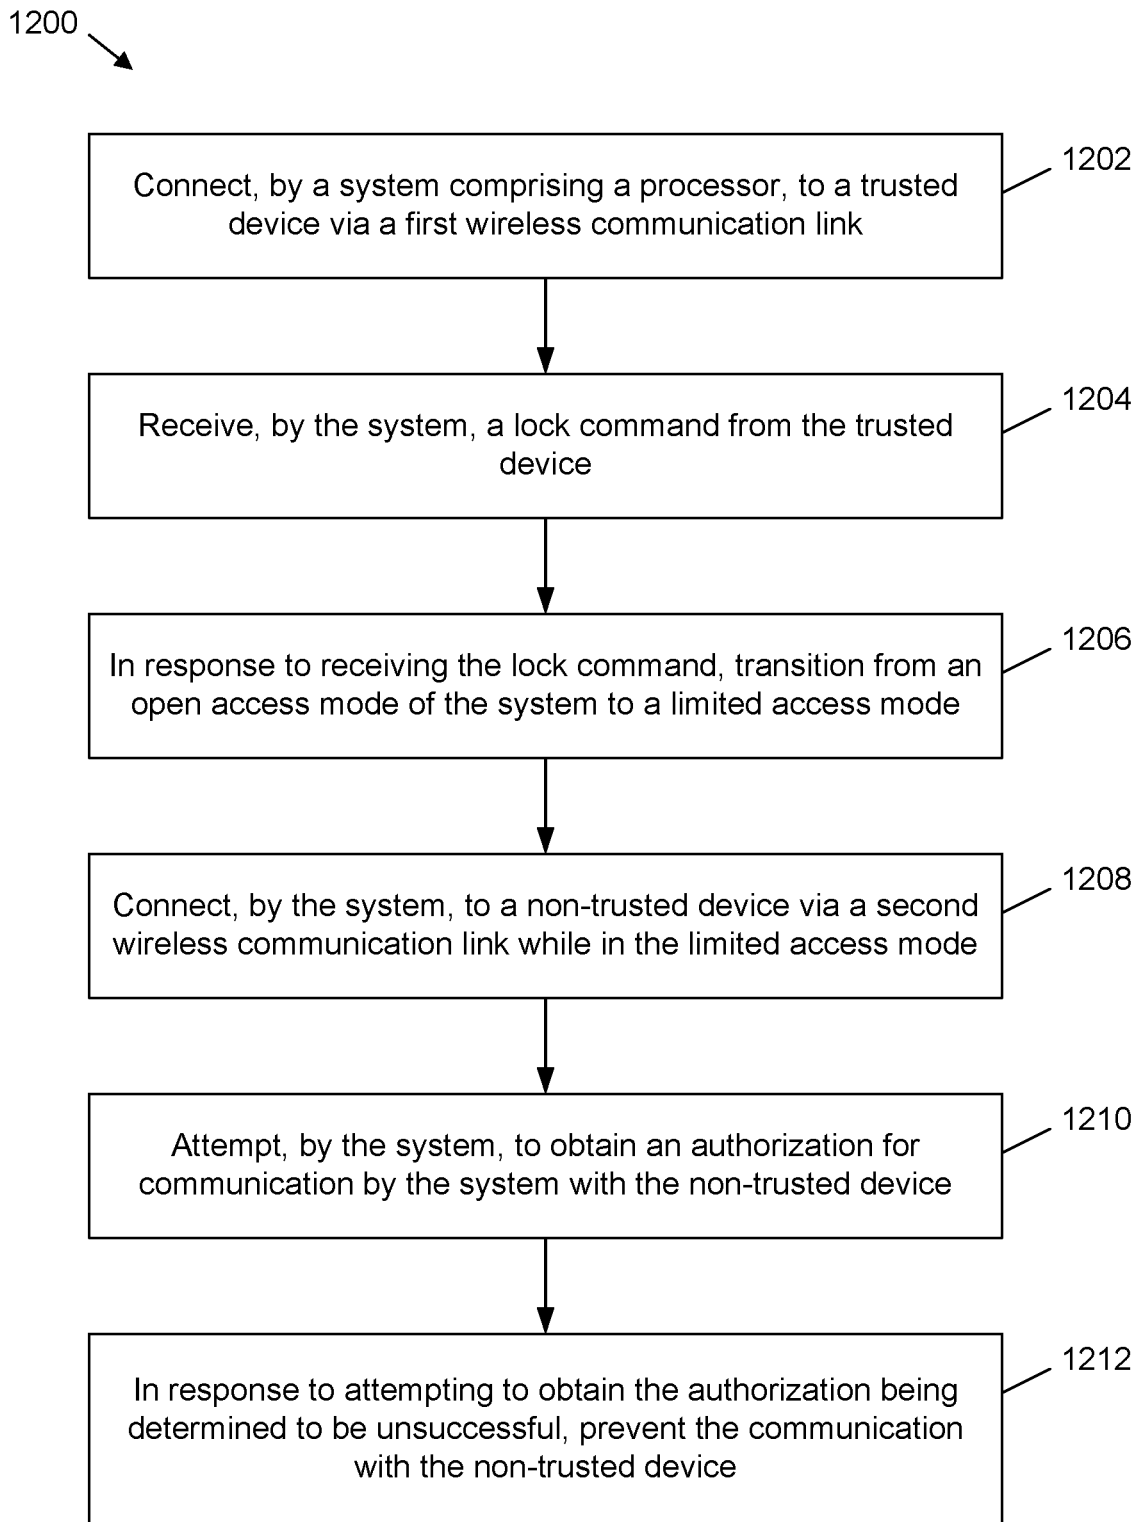 1200
Connect, by a system comprising a processor, to a trusted
device via a first wireless communication link
1202
Receive, by the system, a lock command from the trusted
device
1204
In response to receiving the lock command, transition from an
open access mode of the system to a limited access mode
1206
Connect, by the system, to a non-trusted device via a second
wireless communication link while in the limited access mode
1208
Attempt, by the system, to obtain an authorization for
communication by the system with the non-trusted device
1210
In response to attempting to obtain the authorization being
determined to be unsuccessful, prevent the communication
with the non-trusted device
1212